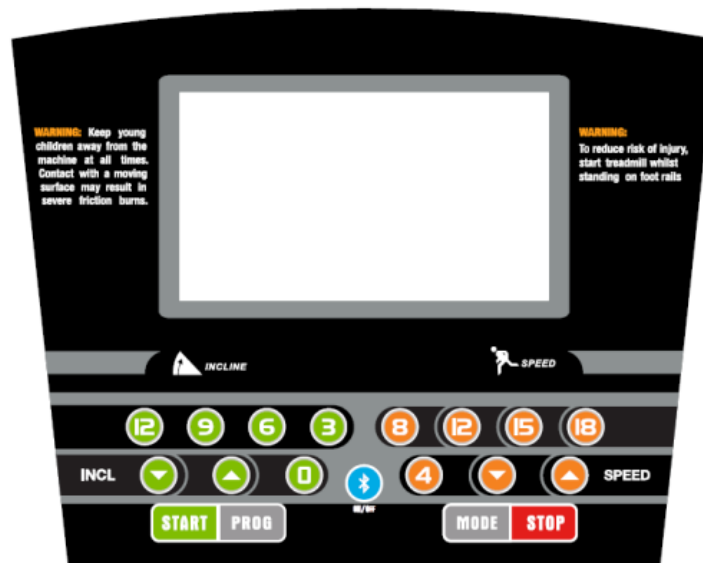 WARNING: Keep young
children away from the
machine at all times.
Contact with a moving
surface may result in
severe friction burns.
WARNING:
To reduce risk of injury,
start treadmill whilst
standing on foot rails
INCLINE
SPEED
12 9 6 3 8 12 15 18
INCL 0 4 SPEED
ON/OFF
START PROG MODE STOP